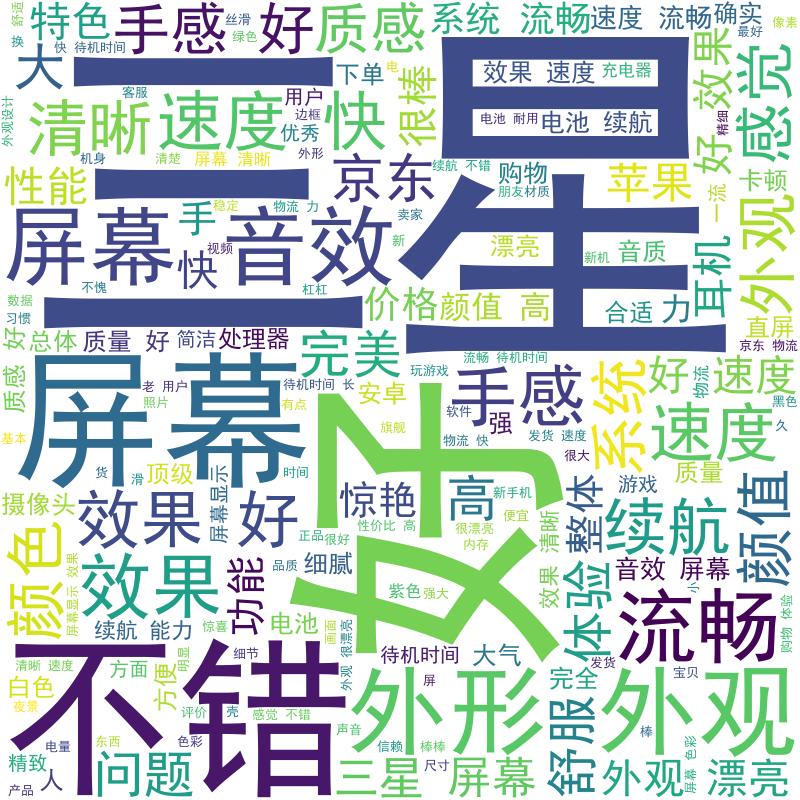 舒适 特色 手感 好 质感 系统 流畅 速度 流畅 确实
换 快 待机时间 丝滑 绿色 最好 像素
大 下单 客服 效果 速度 充电器 很棒 效果 感觉
三星 电池 耐用 电池 续航 精细
外观设计 清晰 速度 快 用户 边框 优秀 外形
机身 清楚 屏幕 清晰 续航 不错 购物 好 一流 卡顿
性能 京东 朋友 材质 苹果
稳定 物流 力 卖家 手 生
屏幕 快 视频 音效 新 漂亮 新机 音质 耳机 外观
数据 不愧 杠杠 价格 颜值 高 合适 力 直屏
习惯 好 总体 质量 好 简洁 处理器 完美 流畅 待机时间 京东 物流
质感 屏幕 老 用户 待机时间 长 安卓 玩游戏 手感 系统 好 速度 物流 黑色
照片 有点 旗舰 软件 强 物流 快 发货 速度 速度 久
基本 货 滑 顶级 时间 很大 质量
摄像头 效果 屏幕显示 好 惊艳 高 新手机 整体 游戏 颜值
正品 很好 性价比 高 很漂亮 便宜 内存 清晰 续航
颜色 屏幕显示 效果 效果 功能 品质 细腻 好 效果 体验 音效 屏幕
紫色 强大 小 流畅 购物 体验
续航 能力 惊喜 电池 画面
清晰 速度 方面 明显 细节 外观 很漂亮 待机时间 大气 发货
白色 夜景 方便 不错 评价 壳 感觉 不错 屏 外形 完全 宝贝 外观
电量 东西 色彩 声音 信赖 棒棒 舒服 棒 屏幕 色彩
精致 产品 人 问题 三星 尺寸 屏幕 外观 漂亮